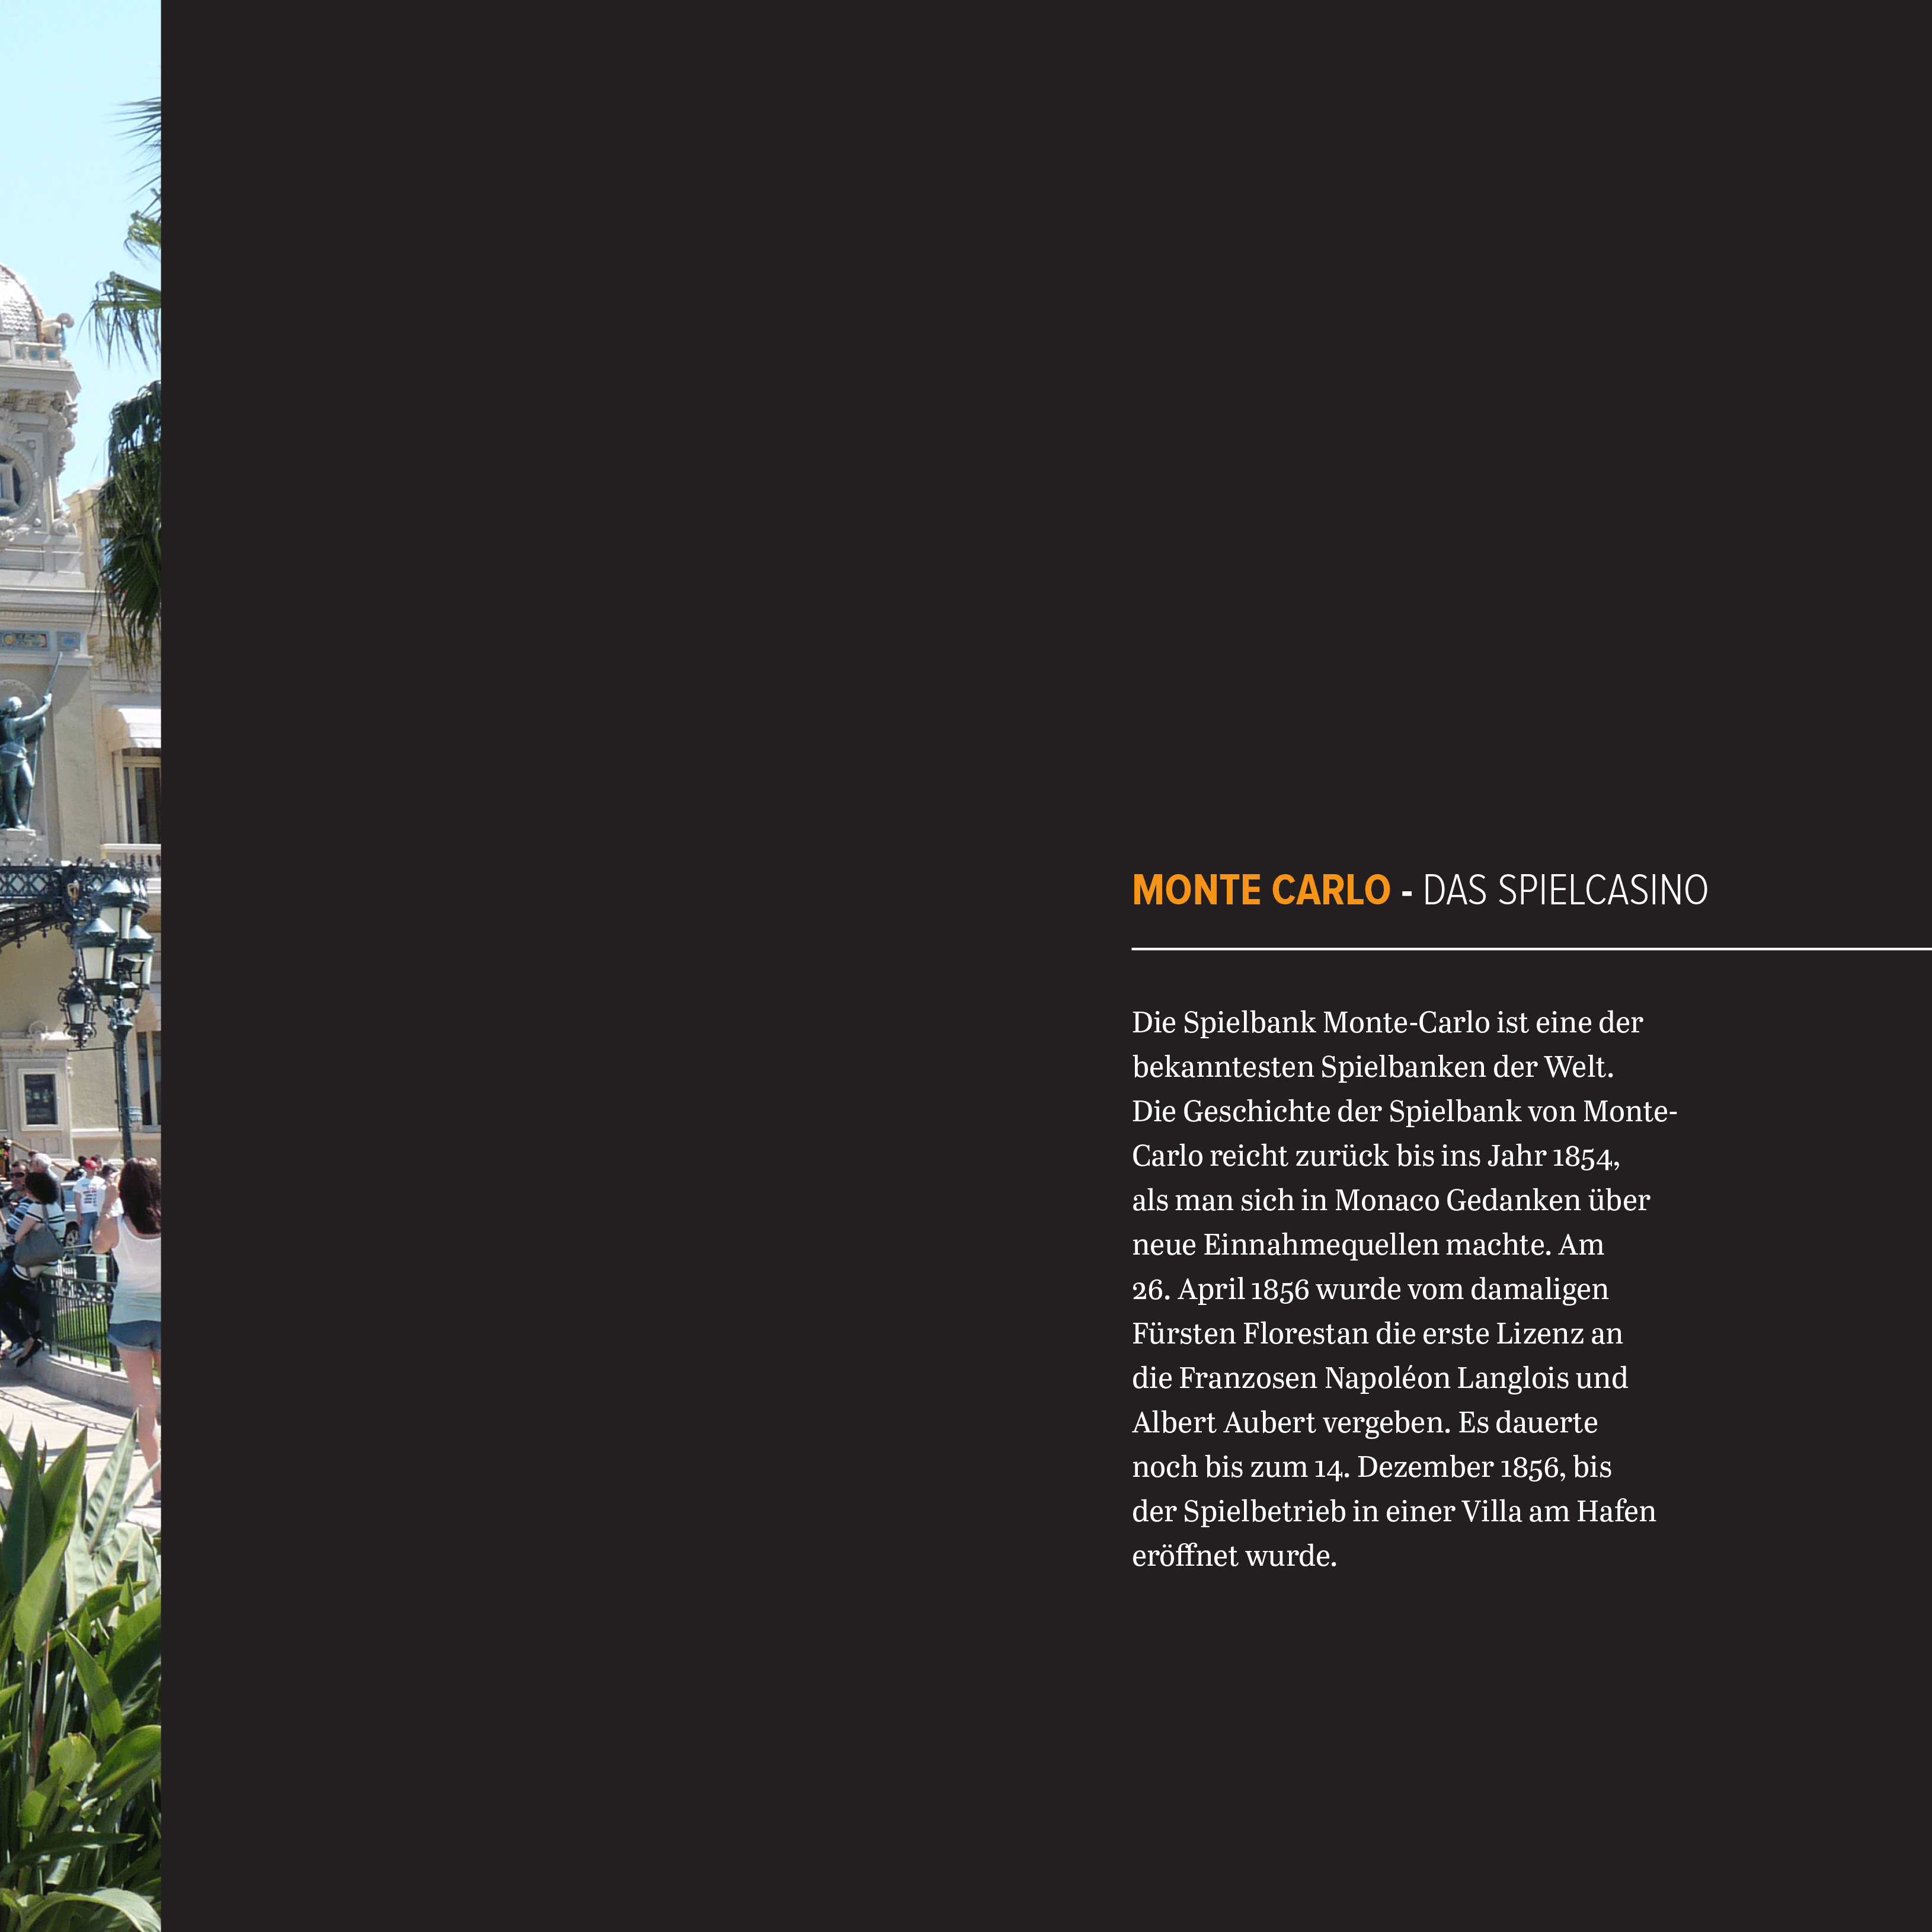 MONTE CARLO - DAS SPIELCASINO
Die Spielbank Monte-Carlo ist eine der
bekanntesten Spielbanken der Welt.
Die Geschichte der Spielbank von Monte-
Carlo reicht zurück bis ins Jahr 1854,
als man sich in Monaco Gedanken über
neue Einnahmequellen machte. Am
26. April 1856 wurde vom damaligen
Fürsten Florestan die erste Lizenz an
die Franzosen Napoléon Langlois und
Albert Aubert vergeben. Es dauerte
noch bis zum 14. Dezember 1856, bis
der Spielbetrieb in einer Villa am Hafen
eröffnet wurde.